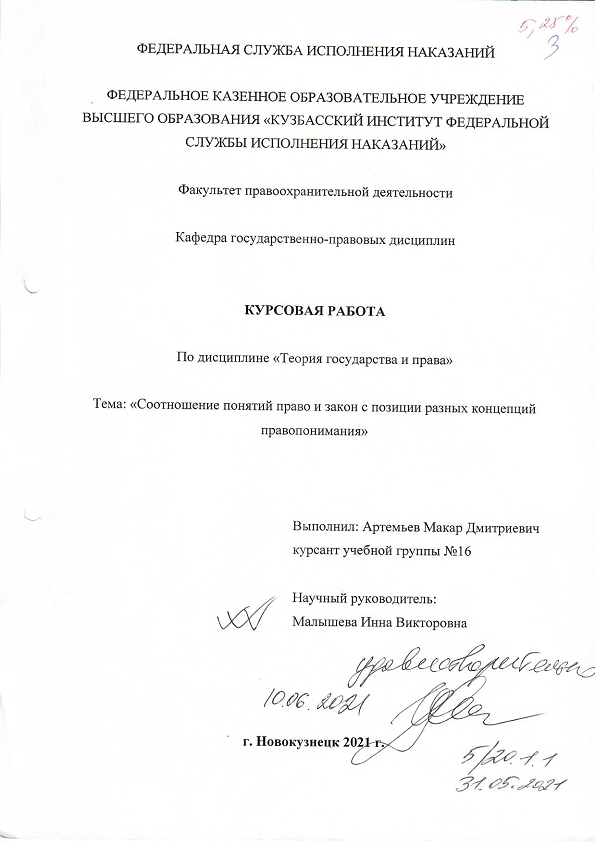 5,25%
3
ФЕДЕРАЛЬНАЯ СЛУЖБА ИСПОЛНЕНИЯ НАКАЗАНИЙ
ФЕДЕРАЛЬНОЕ КАЗЕННОЕ ОБРАЗОВАТЕЛЬНОЕ УЧРЕЖДЕНИЕ
ВЫСШЕГО ОБРАЗОВАНИЯ «КУЗБАССКИЙ ИНСТИТУТ ФЕДЕРАЛЬНОЙ
СЛУЖБЫ ИСПОЛНЕНИЯ НАКАЗАНИЙ»
Факультет правоохранительной деятельности
Кафедра государственно-правовых дисциплин
КУРСОВАЯ РАБОТА
По дисциплине «Теория государства и права»
Тема: «Соотношение понятий право и закон с позиции разных концепций
правопонимания»
Выполнил: Артемьев Макар Дмитриевич
курсант учебной группы №16
Научный руководитель:
Малышева Инна Викторовна
удовлетворительно
10.06.2021
г. Новокузнецк 2021 г.
5/20.1.1
31.05.2021